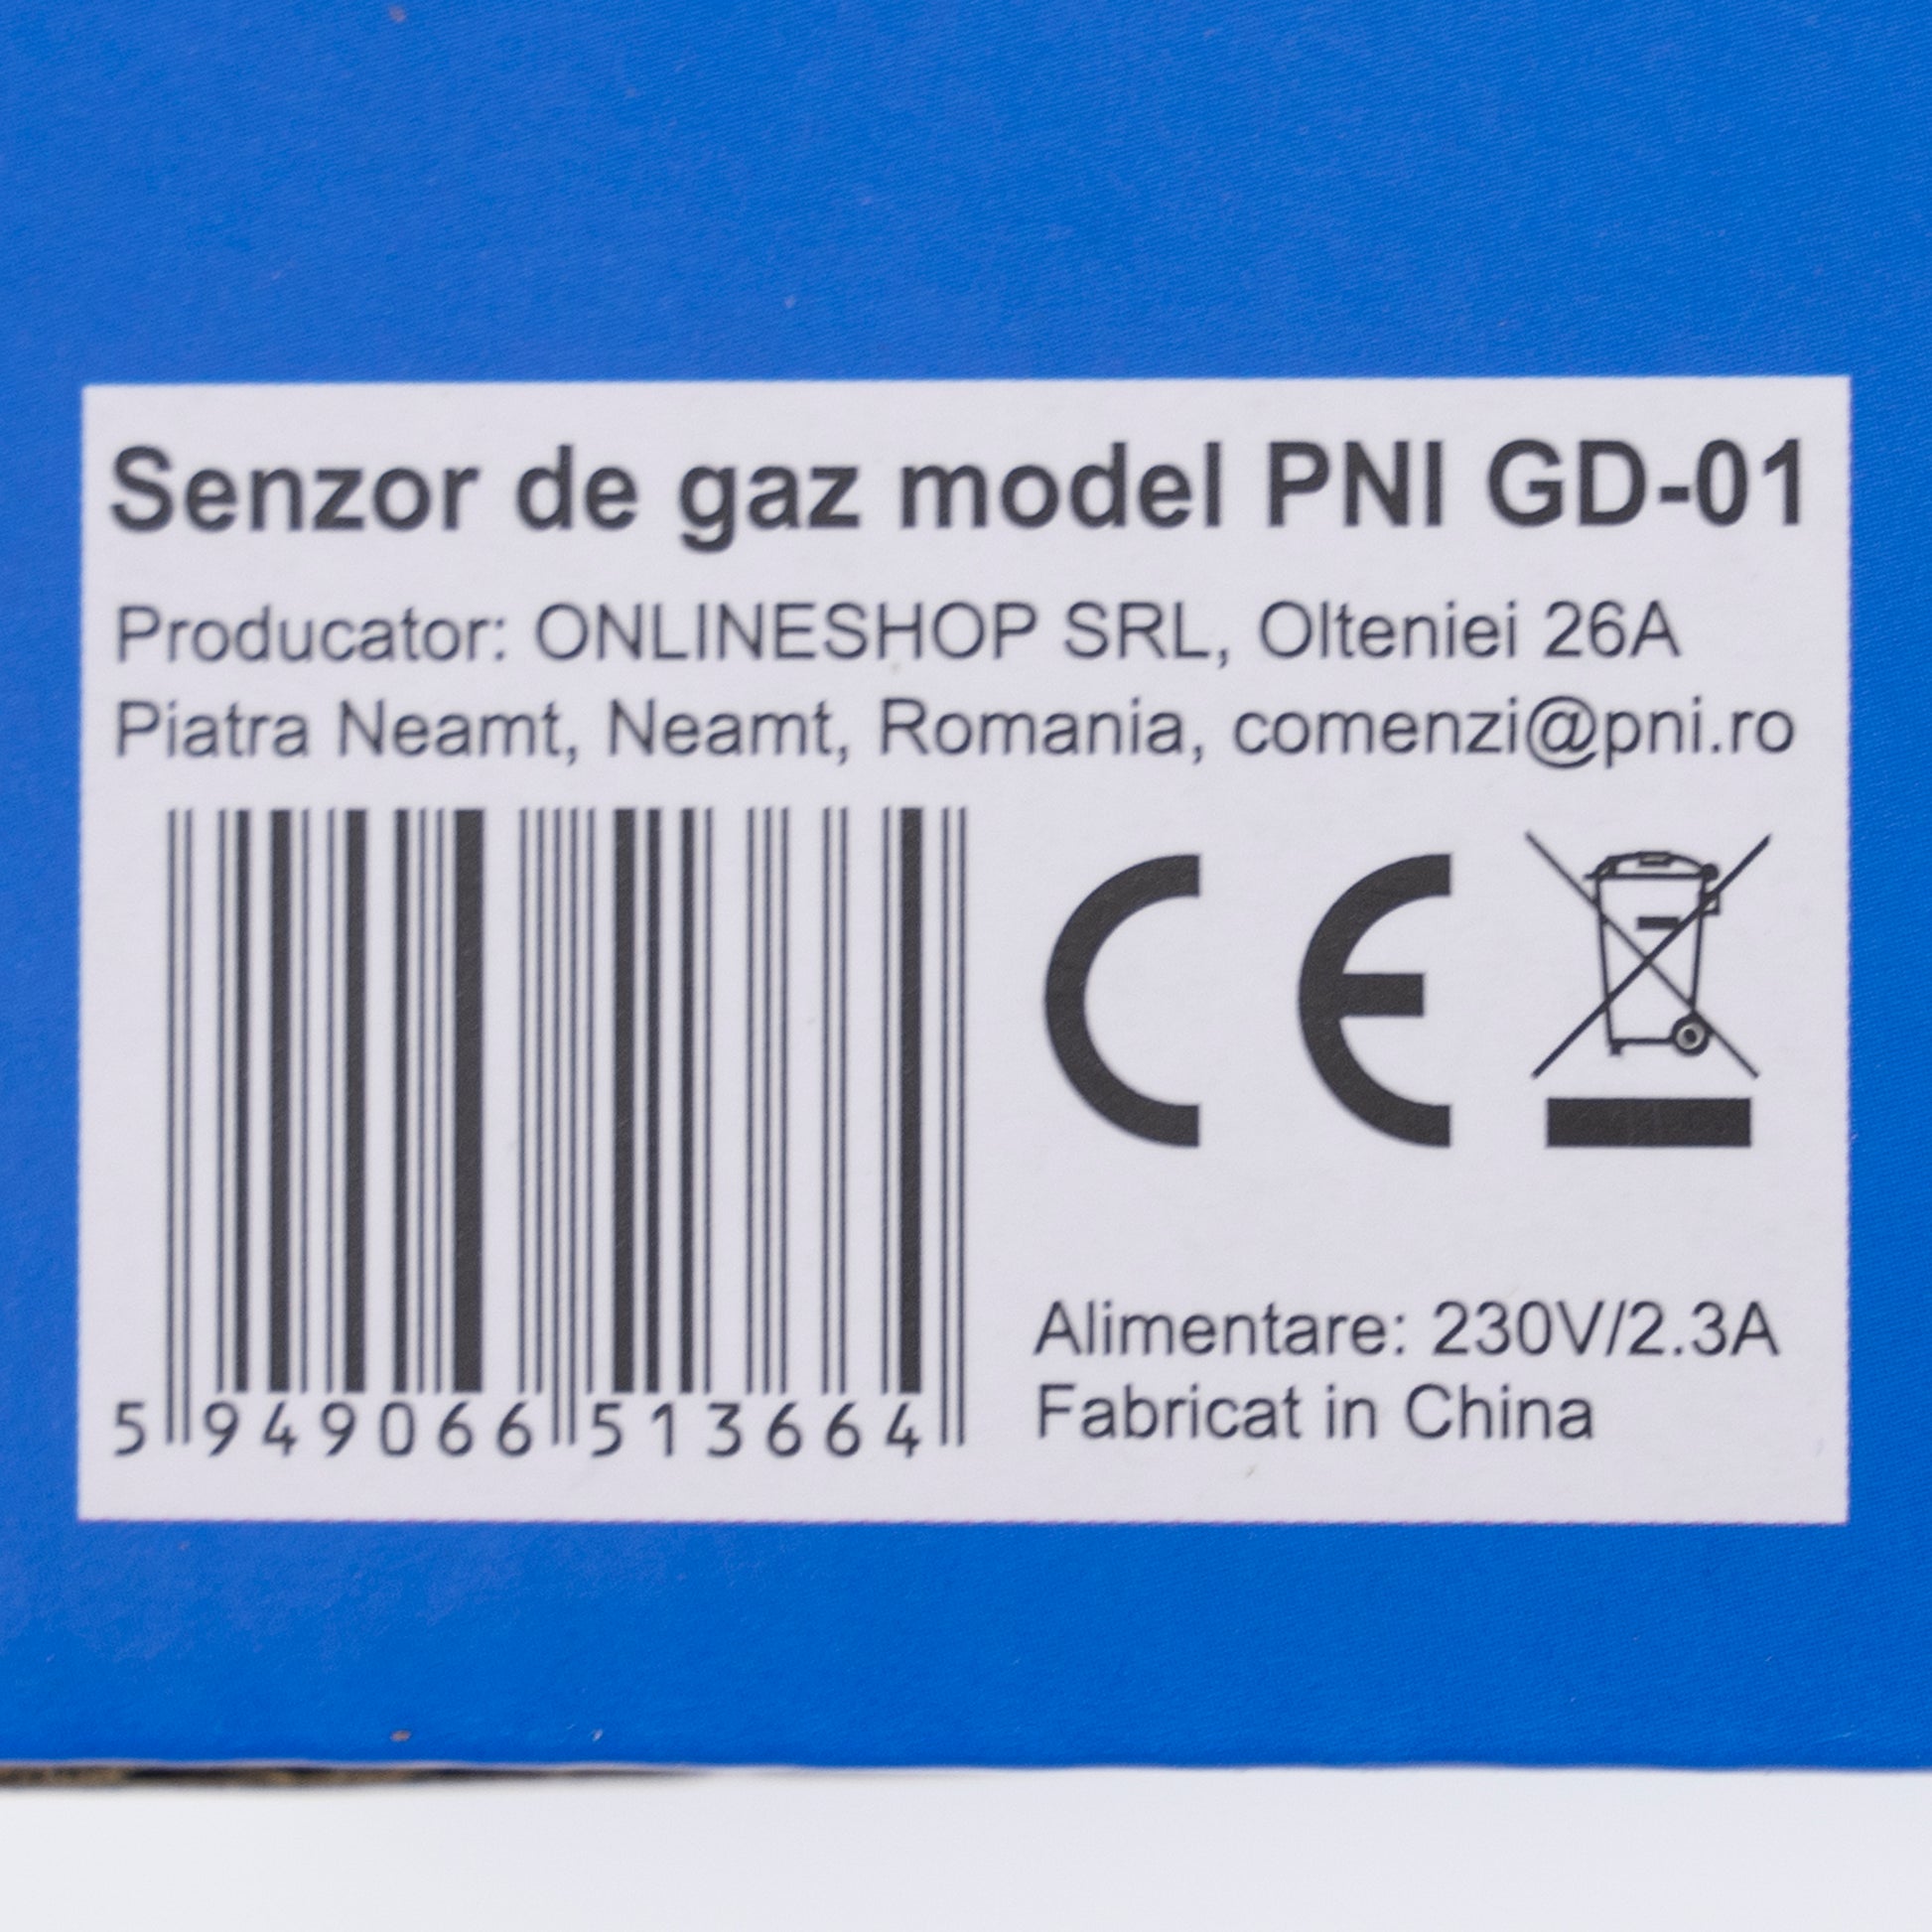 Senzor de gaz model PNI GD-01
Producator: ONLINESHOP SRL, Olteniei 26A
Piatra Neamt, Neamt, Romania, comenzi@pni.ro
CE
Alimentare: 230V/2.3A
Fabricat in China
5 949066 513664